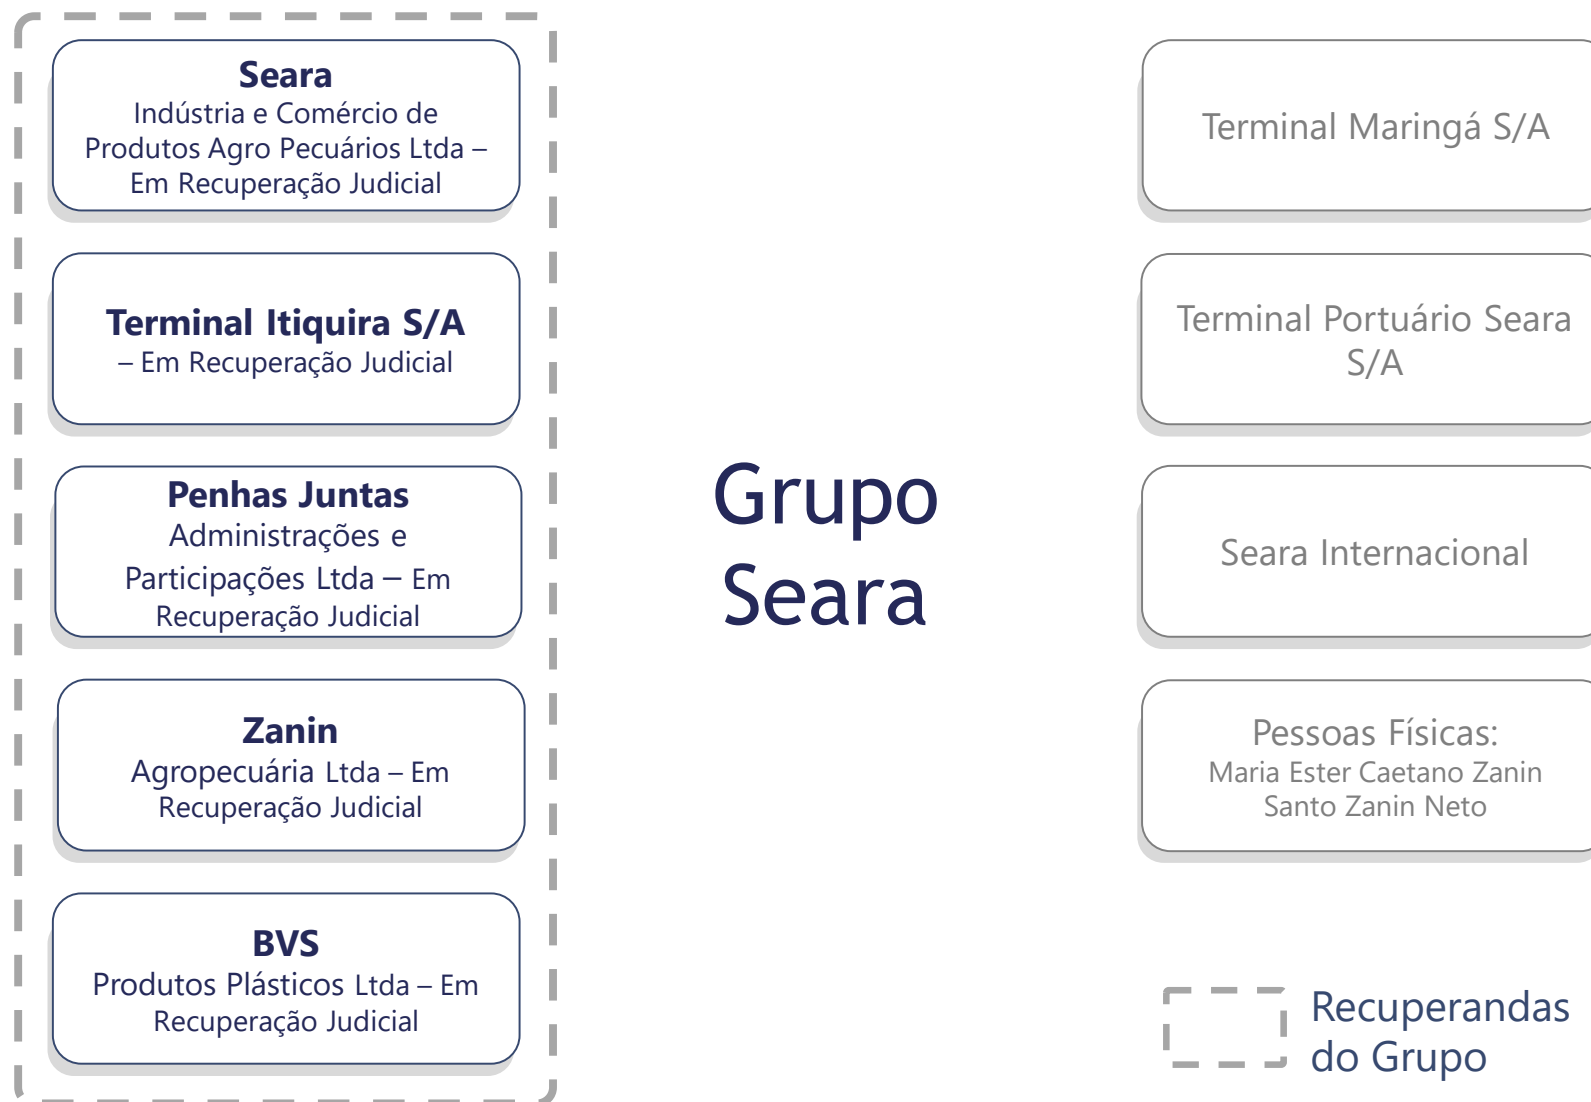 Seara
Indústria e Comércio de
Produtos Agro Pecuários Ltda –
Em Recuperação Judicial
Terminal Itiquira S/A
– Em Recuperação Judicial
Penhas Juntas
Administrações e
Participações Ltda – Em
Recuperação Judicial
Zanin
Agropecuária Ltda – Em
Recuperação Judicial
BVS
Produtos Plásticos Ltda – Em
Recuperação Judicial
Grupo
Seara
Terminal Maringá S/A
Terminal Portuário Seara
S/A
Seara Internacional
Pessoas Físicas:
Maria Ester Caetano Zanin
Santo Zanin Neto
Recuperandas
do Grupo